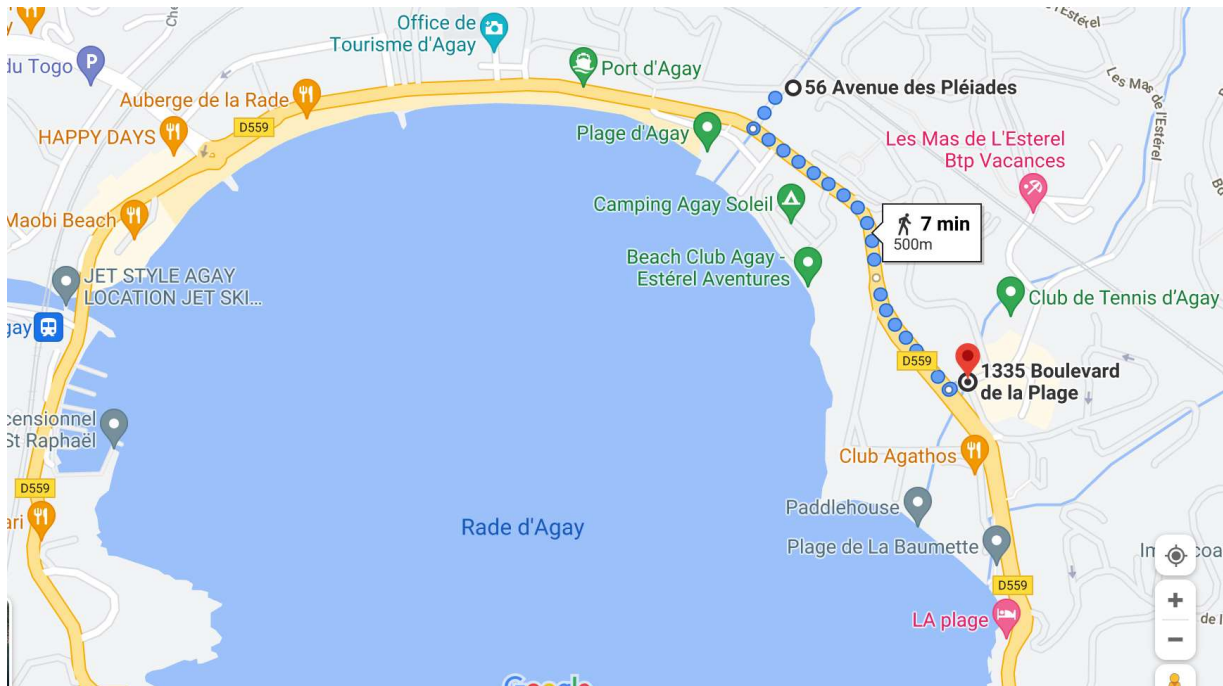 Office de
Tourisme d'Agay
l'Estérel
du Togo
P
Port d'Agay
56 Avenue des Pléiades
Les Mas de l'Estérel
Auberge de la Rade
D559
HAPPY DAYS
Plage d'Agay
Les Mas de L'Esterel
Btp Vacances
Camping Agay Soleil
Maobi Beach
7 min
500m
Beach Club Agay -
Estérel Aventures
JET STYLE AGAY
LOCATION JET SKI...
Club de Tennis d'Agay
D559
1335 Boulevard
de la Plage
St Raphaël
Club Agathos
D559
Paddlehouse
Rade d'Agay
Plage de La Baumette
D559
LA plage
Google